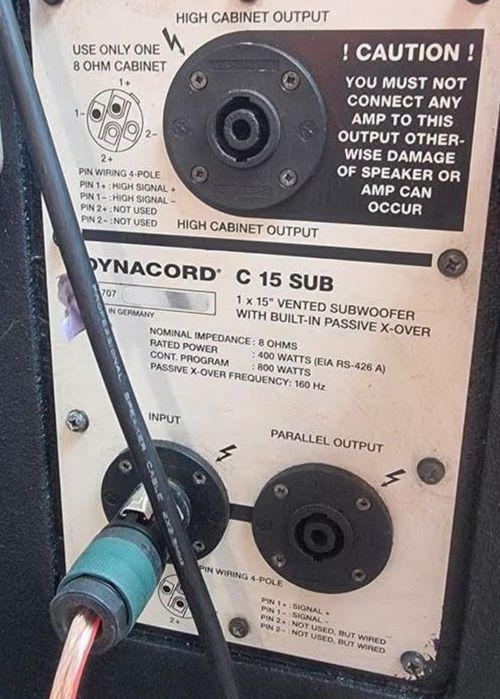 HIGH CABINET OUTPUT
USE ONLY ONE
8 OHM CABINET
1+
1-
2-
2+
PIN WIRING 4-POLE
PIN 1+ : HIGH SIGNAL +
PIN 1- : HIGH SIGNAL -
PIN 2+ : NOT USED
PIN 2- : NOT USED
! CAUTION !
YOU MUST NOT
CONNECT ANY
AMP TO THIS
OUTPUT OTHER-
WISE DAMAGE
OF SPEAKER OR
AMP CAN
OCCUR
HIGH CABINET OUTPUT
DYNACORD® C 15 SUB
707
IN GERMANY
1 x 15" VENTED SUBWOOFER
WITH BUILT-IN PASSIVE X-OVER
NOMINAL IMPEDANCE : 8 OHMS
RATED POWER : 400 WATTS (EIA RS-426 A)
CONT. PROGRAM : 800 WATTS
PASSIVE X-OVER FREQUENCY: 160 Hz
INPUT
PARALLEL OUTPUT
PROFESSIONAL SPEAKER CABLE
PIN WIRING 4-POLE
2+
PIN 1+ : SIGNAL +
PIN 1- : SIGNAL -
PIN 2+ : NOT USED, BUT WIRED
PIN 2- : NOT USED, BUT WIRED